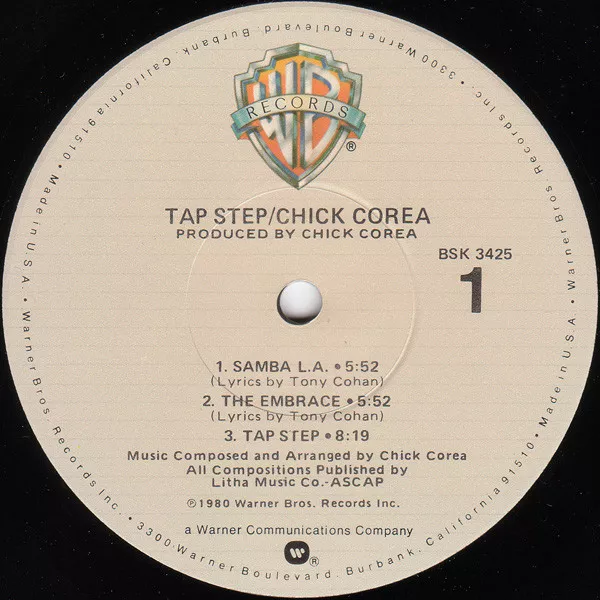 WB
RECORDS
®
TAP STEP/CHICK COREA
PRODUCED BY CHICK COREA
BSK 3425
1
1. SAMBA L.A. • 5:52
(Lyrics by Tony Cohan)
2. THE EMBRACE • 5:52
(Lyrics by Tony Cohan)
3. TAP STEP • 8:19
Music Composed and Arranged by Chick Corea
All Compositions Published by
Litha Music Co.-ASCAP
℗1980 Warner Bros. Records Inc.
a Warner Communications Company
W ®
Made in U.S.A. • Warner Bros. Records Inc. • 3300 Warner Boulevard, Burbank, California 91510 • Made in U.S.A. • Warner Bros. Records Inc. • 3300 Warner Boulevard, Burbank, California 91510 •